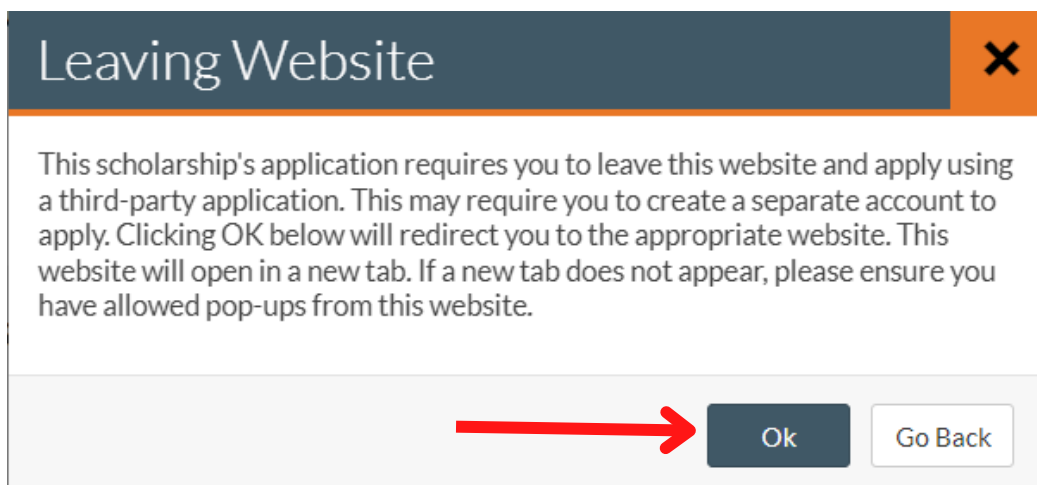 Leaving Website
This scholarship's application requires you to leave this website and apply using
a third-party application. This may require you to create a separate account to
apply. Clicking OK below will redirect you to the appropriate website. This
website will open in a new tab. If a new tab does not appear, please ensure you
have allowed pop-ups from this website.
Ok Go Back